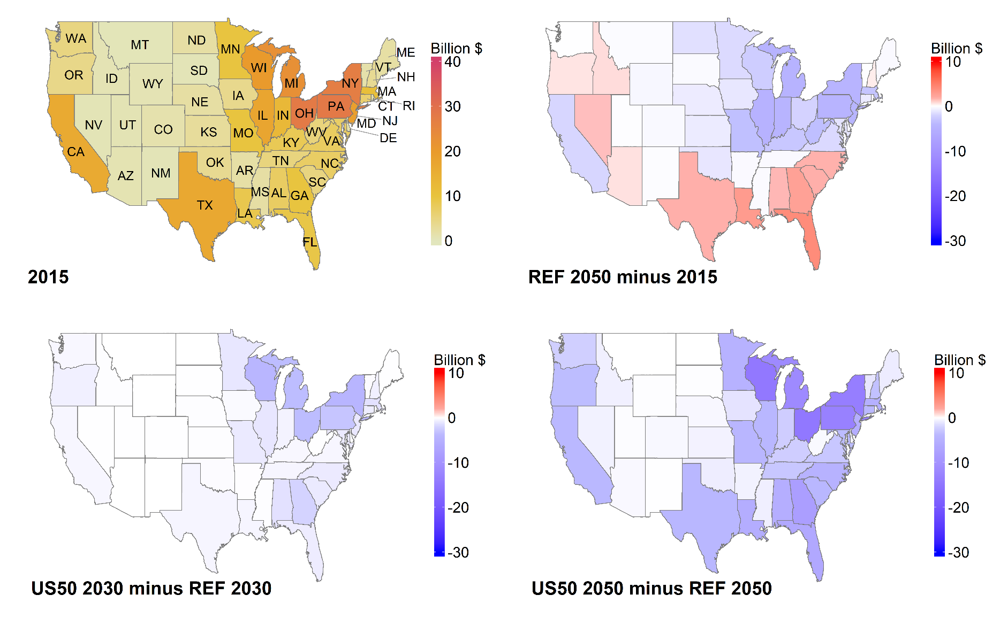 WA
MT
ND
MN
OR
ID
WY
SD
WI
MI
NY
VT
ME
NH
MA
NE
IA
IL
IN
OH
PA
CT
RI
NJ
MD
DE
NV
UT
CO
KS
MO
WV
VA
KY
CA
AZ
NM
OK
AR
TN
NC
SC
MS
AL
GA
TX
LA
FL
Billion $
40
30
20
10
0
2015
Billion $
10
0
-10
-20
-30
REF 2050 minus 2015
Billion $
10
0
-10
-20
-30
US50 2030 minus REF 2030
Billion $
10
0
-10
-20
-30
US50 2050 minus REF 2050